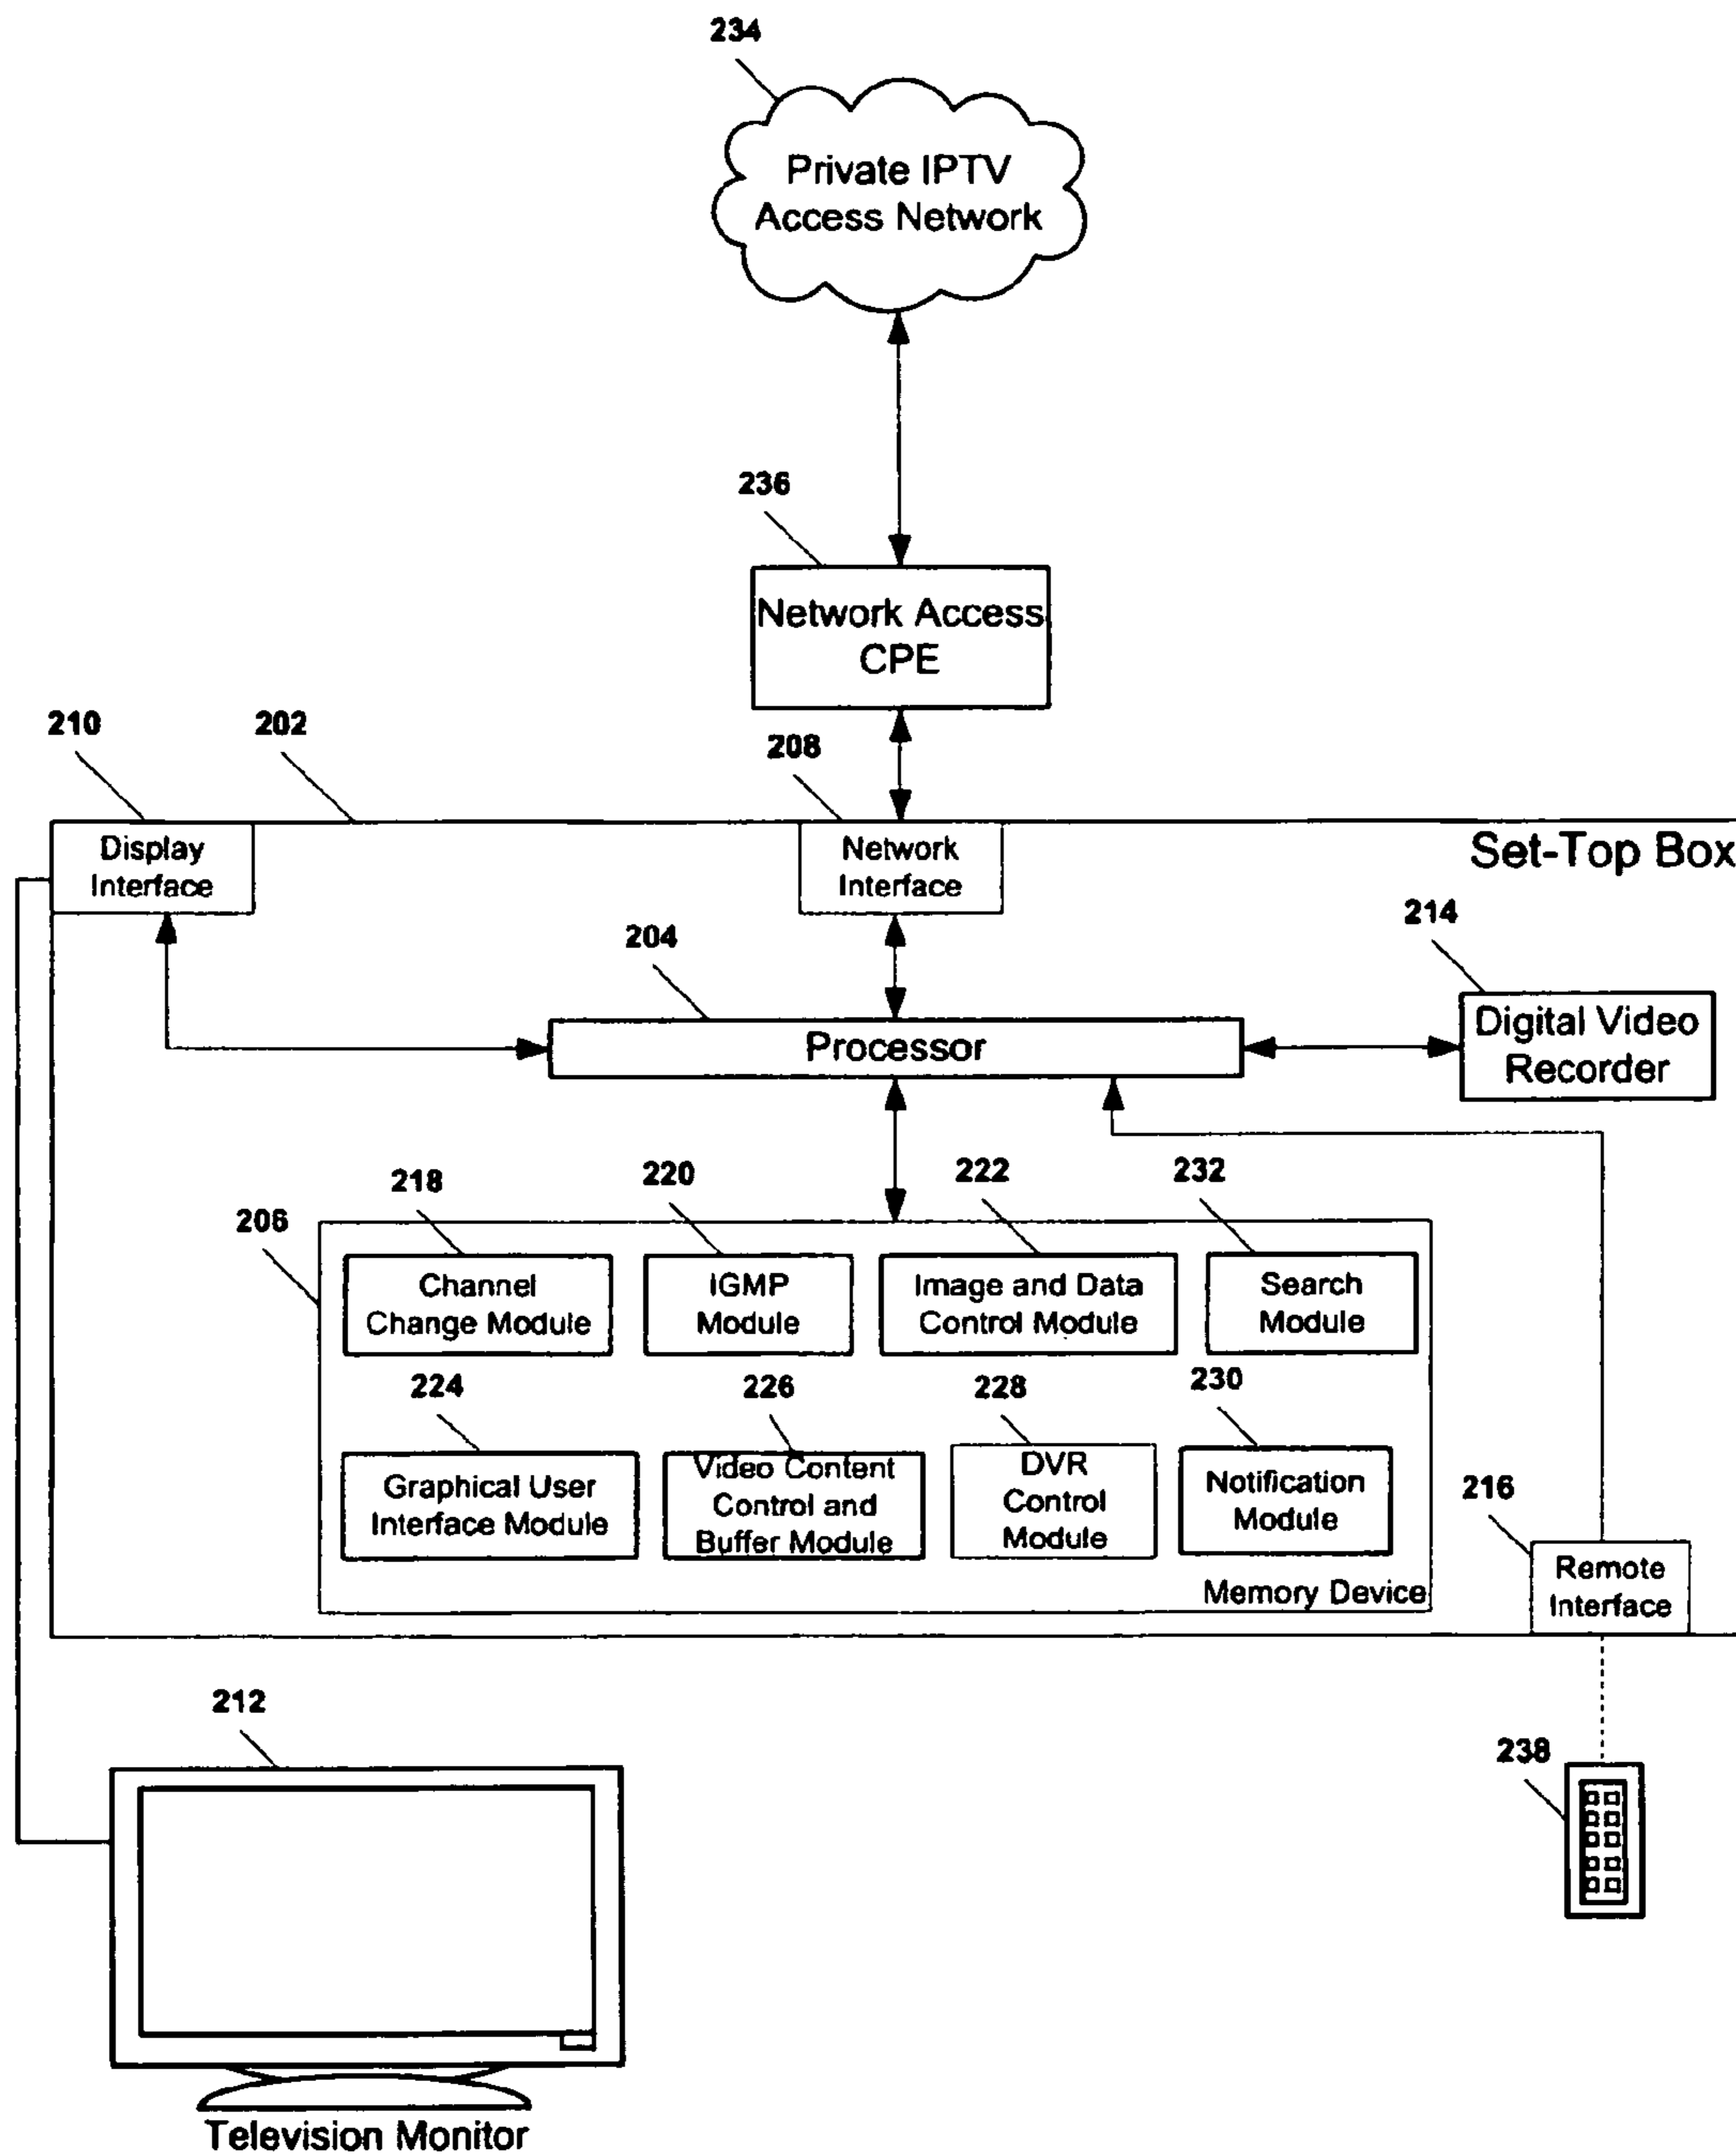 234
Private IPTV
Access Network
236
Network Access
CPE
210
202
208
Display
Interface
Network
Interface
Set-Top Box
204
214
Processor
Digital Video
Recorder
218
220
222
232
206
Channel
Change Module
IGMP
Module
Image and Data
Control Module
Search
Module
224
226
228
230
Graphical User
Interface Module
Video Content
Control and
Buffer Module
DVR
Control
Module
Notification
Module
216
Memory Device
Remote
Interface
212
238
Television Monitor